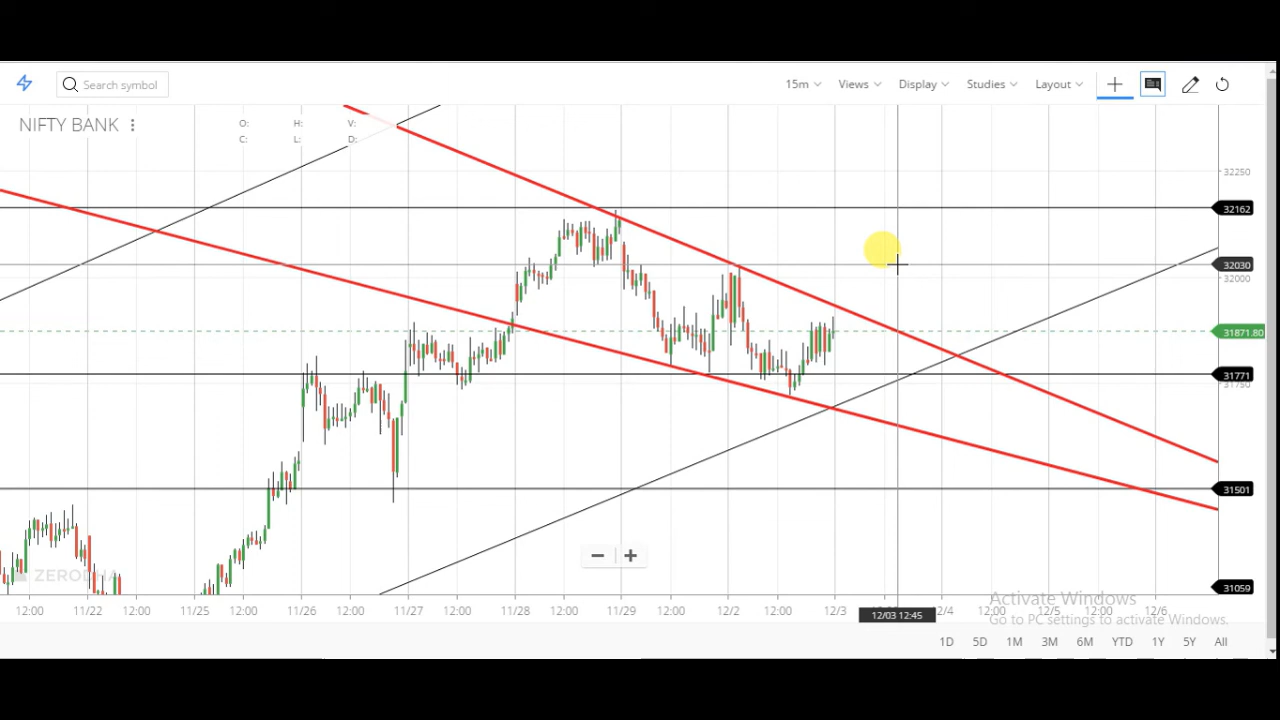 Search symbol
15m Views Display Studies Layout
NIFTY BANK
O: H: V:
C: L: D:
32250
32162
32030
32000
31871.80
31771
31750
31501
31059
ZERODHA
12:00 11/22 12:00 11/25 12:00 11/26 12:00 11/27 12:00 11/28 12:00 11/29 12:00 12/2 12:00 12/3 12/4 12:00 12/5 12:00 12/6
12/03 12:45
Activate Windows
Go to PC settings to activate Windows.
1D 5D 1M 3M 6M YTD 1Y 5Y All